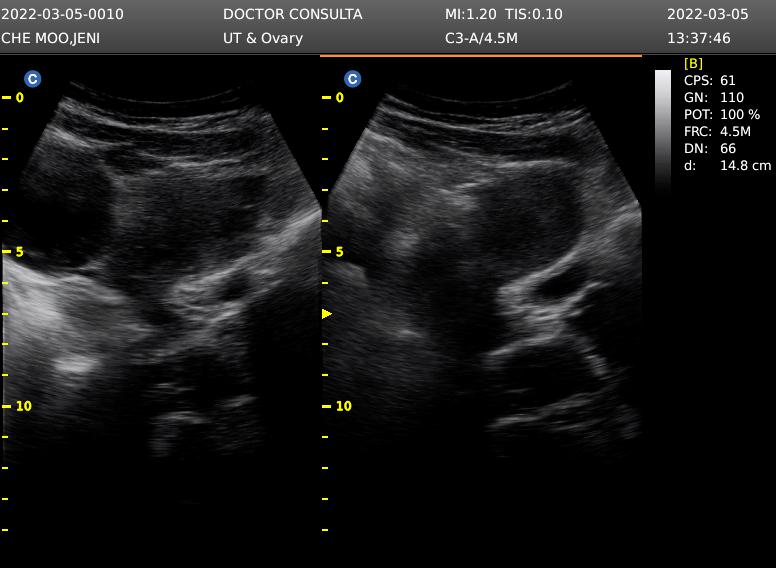 2022-03-05-0010 DOCTOR CONSULTA MI:1.20 TIS:0.10 2022-03-05
CHE MOO,JENI UT & Ovary C3-A/4.5M 13:37:46
[B]
C C
0 0
CPS: 61
GN: 110
POT: 100 %
FRC: 4.5M
DN: 66
d: 14.8 cm
5 5
10 10